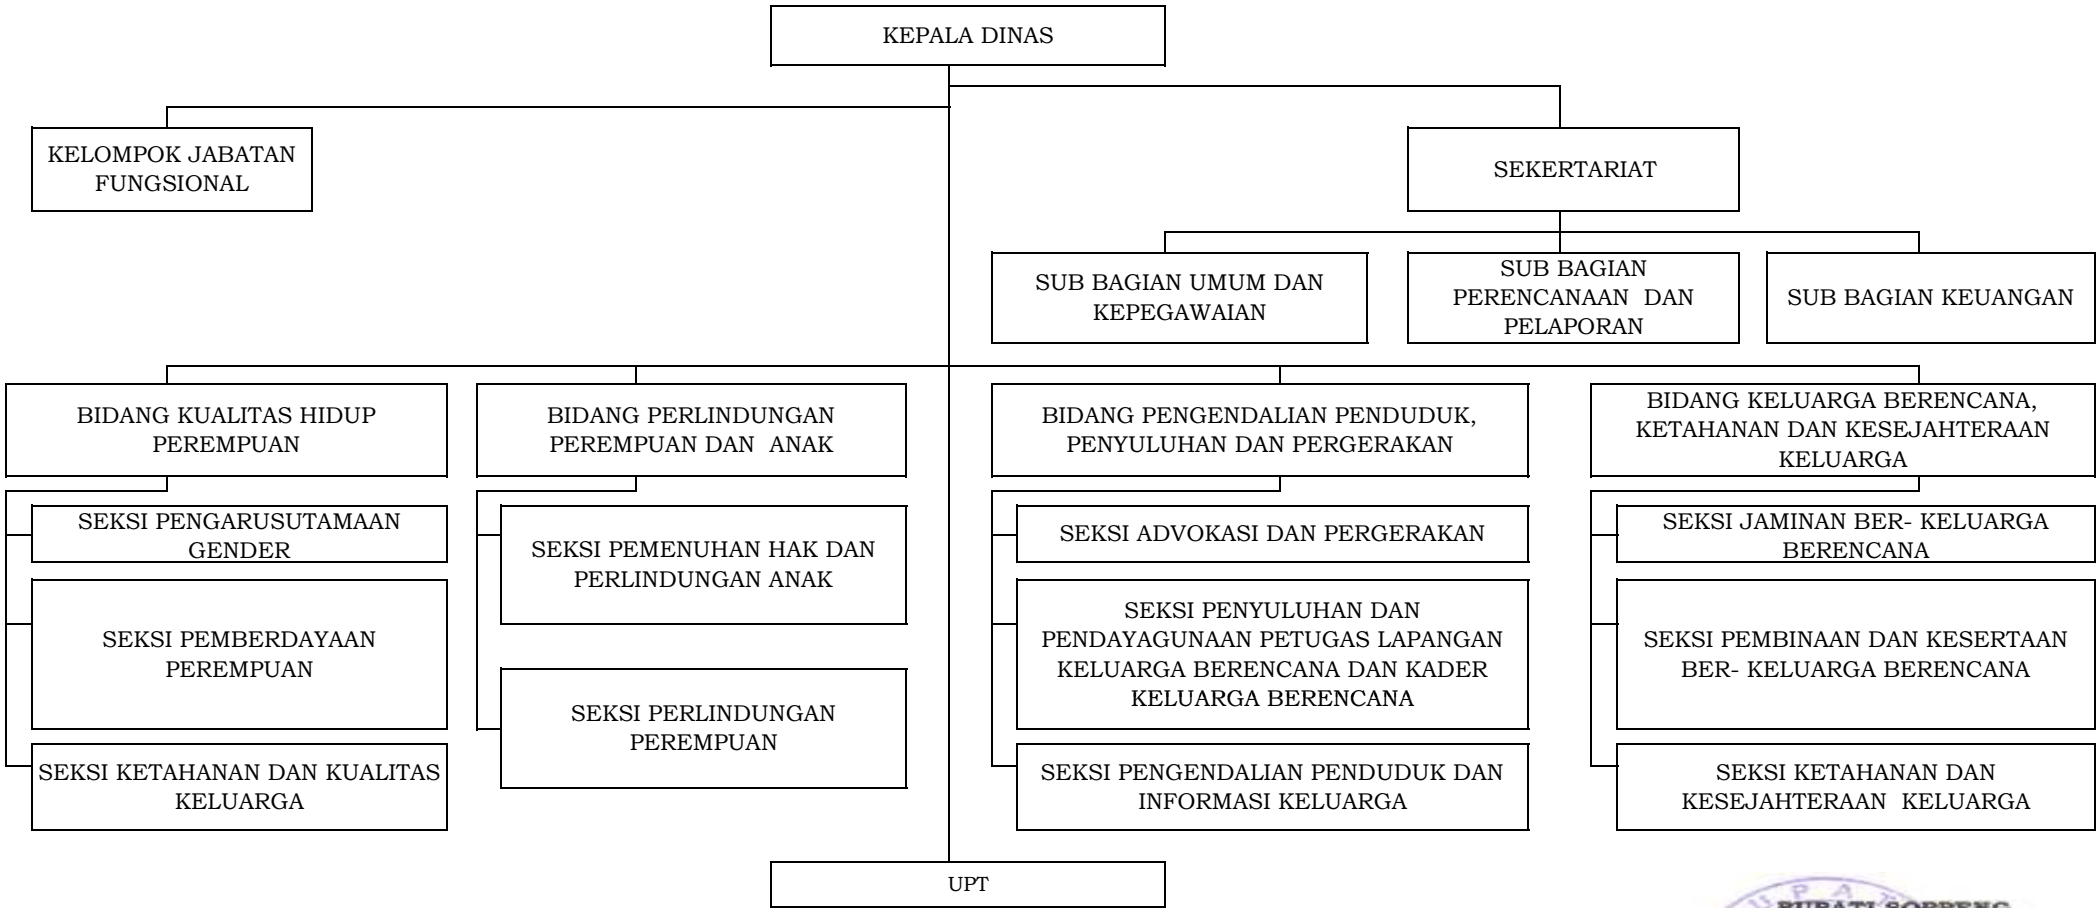 KEPALA DINAS
KELOMPOK JABATAN
FUNGSIONAL
SEKERTARIAT
SUB BAGIAN UMUM DAN
KEPEGAWAIAN
SUB BAGIAN
PERENCANAAN DAN
PELAPORAN
SUB BAGIAN KEUANGAN
BIDANG KUALITAS HIDUP
PEREMPUAN
BIDANG PERLINDUNGAN
PEREMPUAN DAN ANAK
BIDANG PENGENDALIAN PENDUDUK,
PENYULUHAN DAN PERGERAKAN
BIDANG KELUARGA BERENCANA,
KETAHANAN DAN KESEJAHTERAAN
KELUARGA
SEKSI PENGARUSUTAMAAN
GENDER
SEKSI PEMBERDAYAAN
PEREMPUAN
SEKSI KETAHANAN DAN KUALITAS
KELUARGA
SEKSI PEMENUHAN HAK DAN
PERLINDUNGAN ANAK
SEKSI PERLINDUNGAN
PEREMPUAN
SEKSI ADVOKASI DAN PERGERAKAN
SEKSI PENYULUHAN DAN
PENDAYAGUNAAN PETUGAS LAPANGAN
KELUARGA BERENCANA DAN KADER
KELUARGA BERENCANA
SEKSI PENGENDALIAN PENDUDUK DAN
INFORMASI KELUARGA
SEKSI JAMINAN BER- KELUARGA
BERENCANA
SEKSI PEMBINAAN DAN KESERTAAN
BER- KELUARGA BERENCANA
SEKSI KETAHANAN DAN
KESEJAHTERAAN KELUARGA
UPT
BUPATI SOPPENG